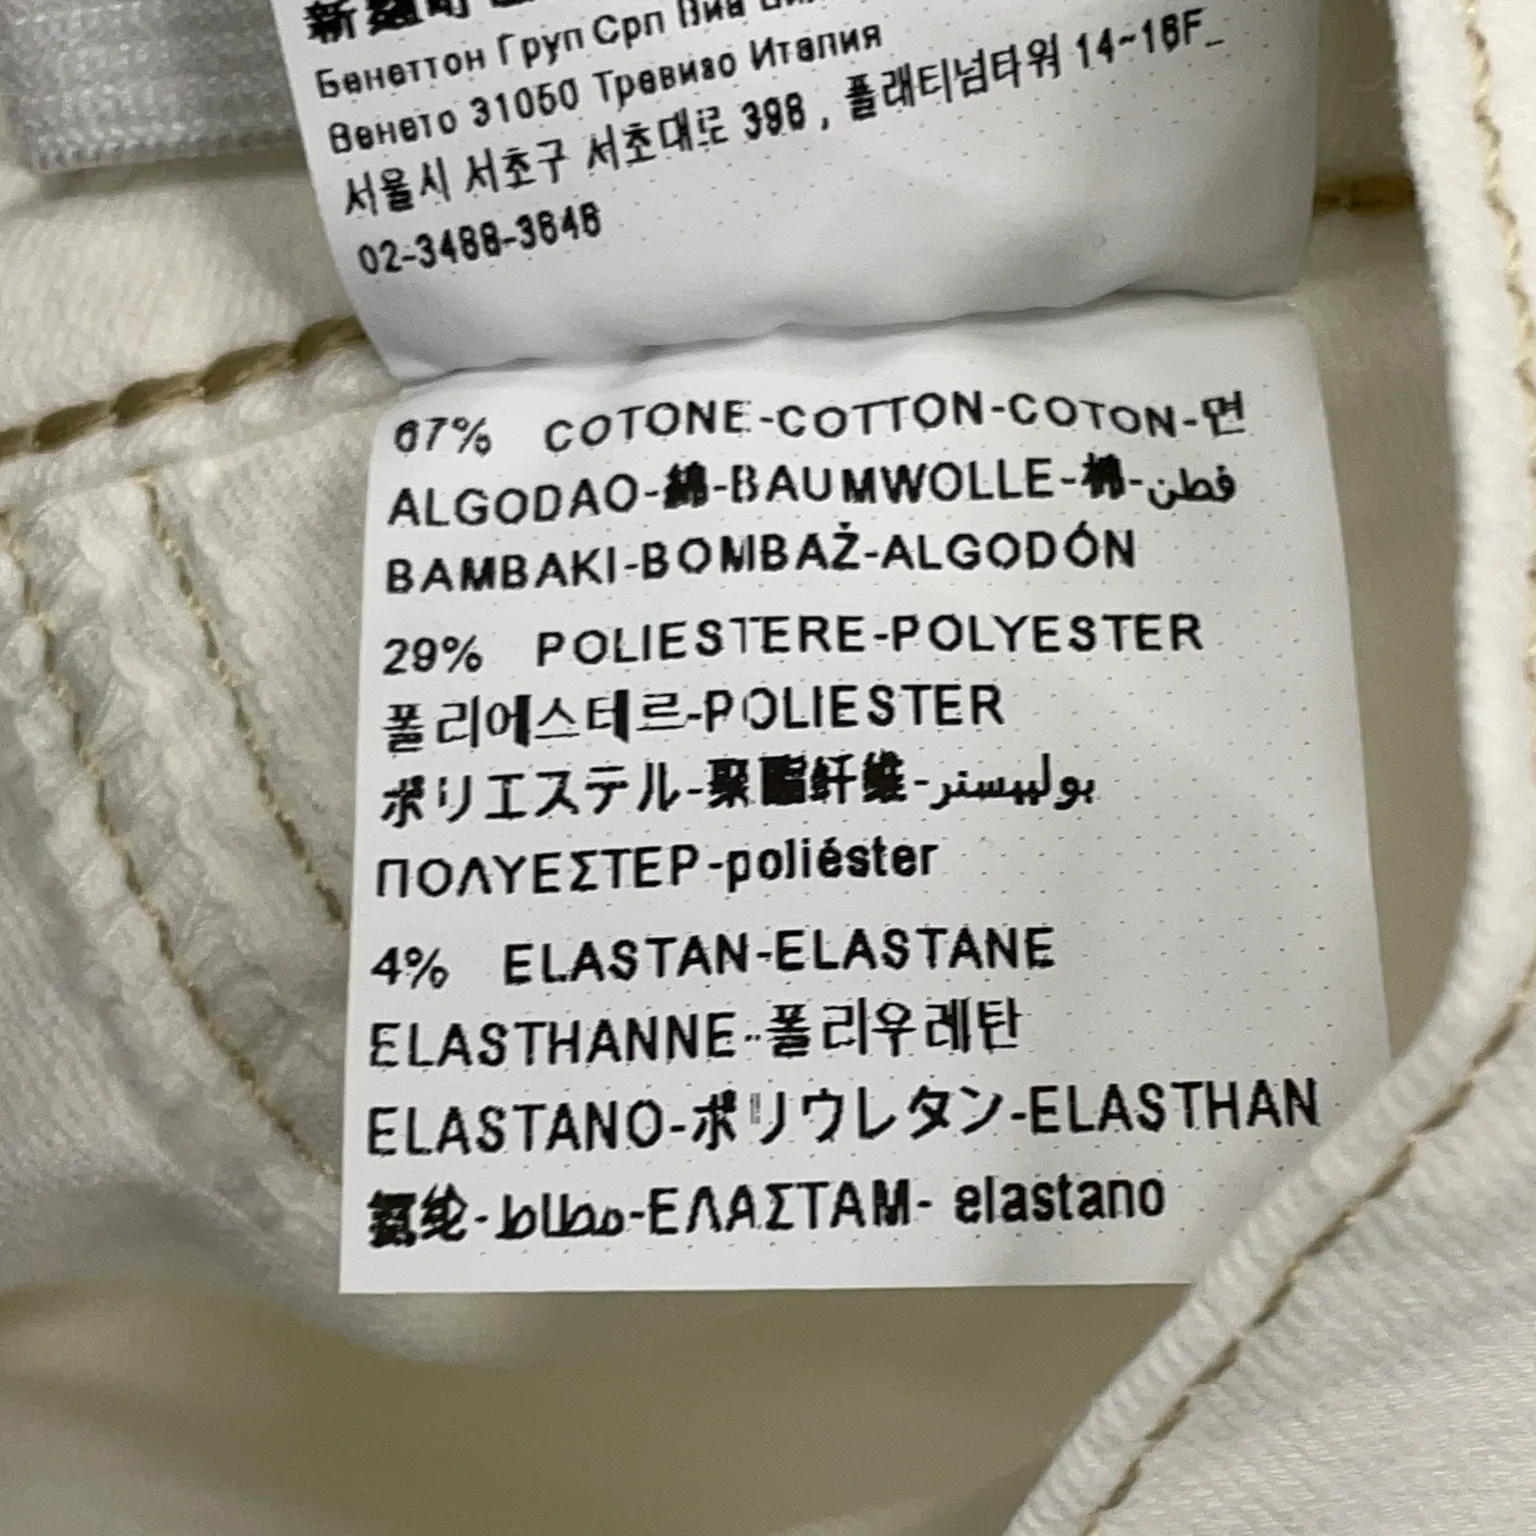 新
Бенеттон Груп Срл Виа
Венето 31050 Тревизо Италия
서울시 서초구 서초대로 398 , 플래티넘타워 14~16F_
02-3488-3646
67% COTONE-COTTON-COTON-면
ALGODAO-綿-BAUMWOLLE-棉-قطن
BAMBAKI-BOMBAŻ-ALGODÓN
29% POLIESTERE-POLYESTER
폴리에스테르-POLIESTER
ポリエステル-聚酯纤维-بوليستر
ΠΟΛΥΕΣΤΕΡ-poliéster
4% ELASTAN-ELASTANE
ELASTHANNE-폴리우레탄
ELASTANO-ポリウレタン-ELASTHAN
氨纶-مطاط-ΕΛΑΣΤΑΜ- elastano